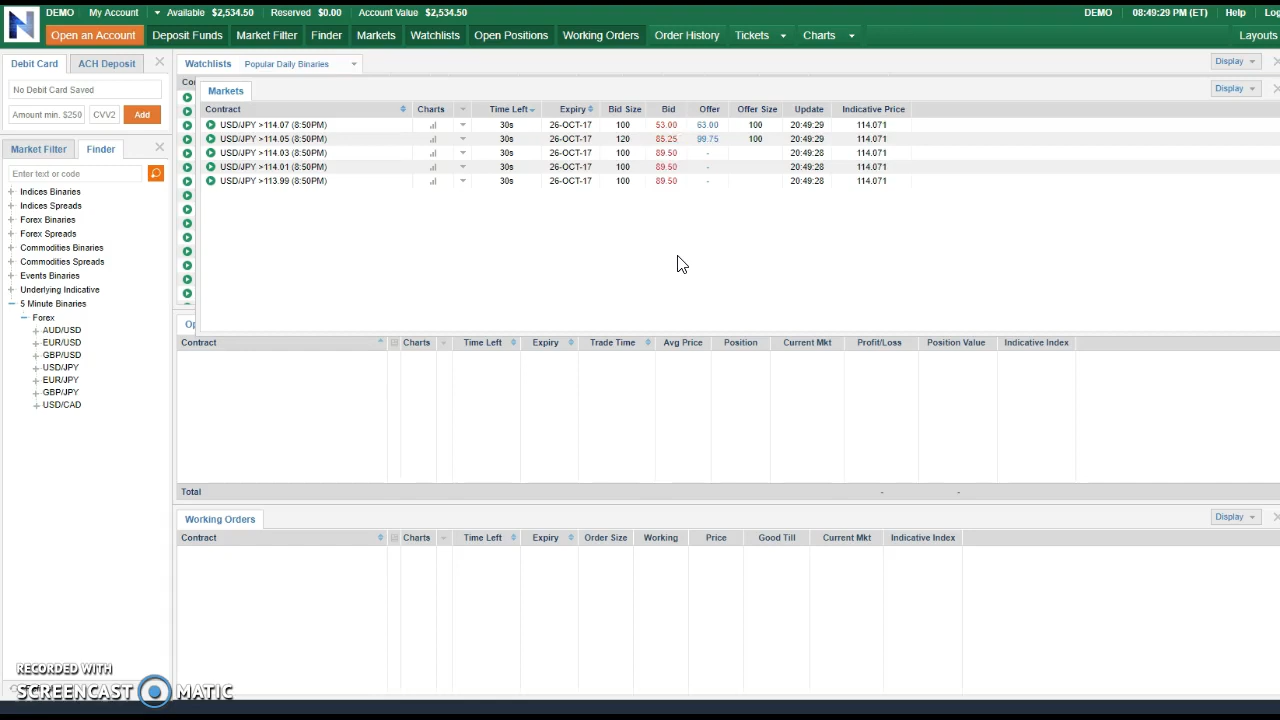 DEMO My Account Available $2,534.50 Reserved $0.00 Account Value $2,534.50 DEMO 08:49:29 PM (ET) Help Log
N
Open an Account Deposit Funds Market Filter Finder Markets Watchlists Open Positions Working Orders Order History Tickets Charts Layouts
Debit Card ACH Deposit
Watchlists Popular Daily Binaries Display
No Debit Card Saved
Amount min. $250 CVV2 Add
Markets Display
Contract Charts Time Left Expiry Bid Size Bid Offer Offer Size Update Indicative Price
USD/JPY >114.07 (8:50PM) 30s 26-OCT-17 100 53.00 63.00 100 20:49:29 114.071
USD/JPY >114.05 (8:50PM) 30s 26-OCT-17 120 85.25 99.75 100 20:49:29 114.071
USD/JPY >114.03 (8:50PM) 30s 26-OCT-17 100 89.50 - 20:49:28 114.071
USD/JPY >114.01 (8:50PM) 30s 26-OCT-17 100 89.50 - 20:49:28 114.071
USD/JPY >113.99 (8:50PM) 30s 26-OCT-17 100 89.50 - 20:49:28 114.071
Market Filter Finder
Enter text or code
Indices Binaries
Indices Spreads
Forex Binaries
Forex Spreads
Commodities Binaries
Commodities Spreads
Events Binaries
Underlying Indicative
5 Minute Binaries
Forex
AUD/USD
EUR/USD
GBP/USD
USD/JPY
EUR/JPY
GBP/JPY
USD/CAD
Contract Charts Time Left Expiry Trade Time Avg Price Position Current Mkt Profit/Loss Position Value Indicative Index
Total - -
Working Orders Display
Contract Charts Time Left Expiry Order Size Working Price Good Till Current Mkt Indicative Index
RECORDED WITH
SCREENCAST MATIC